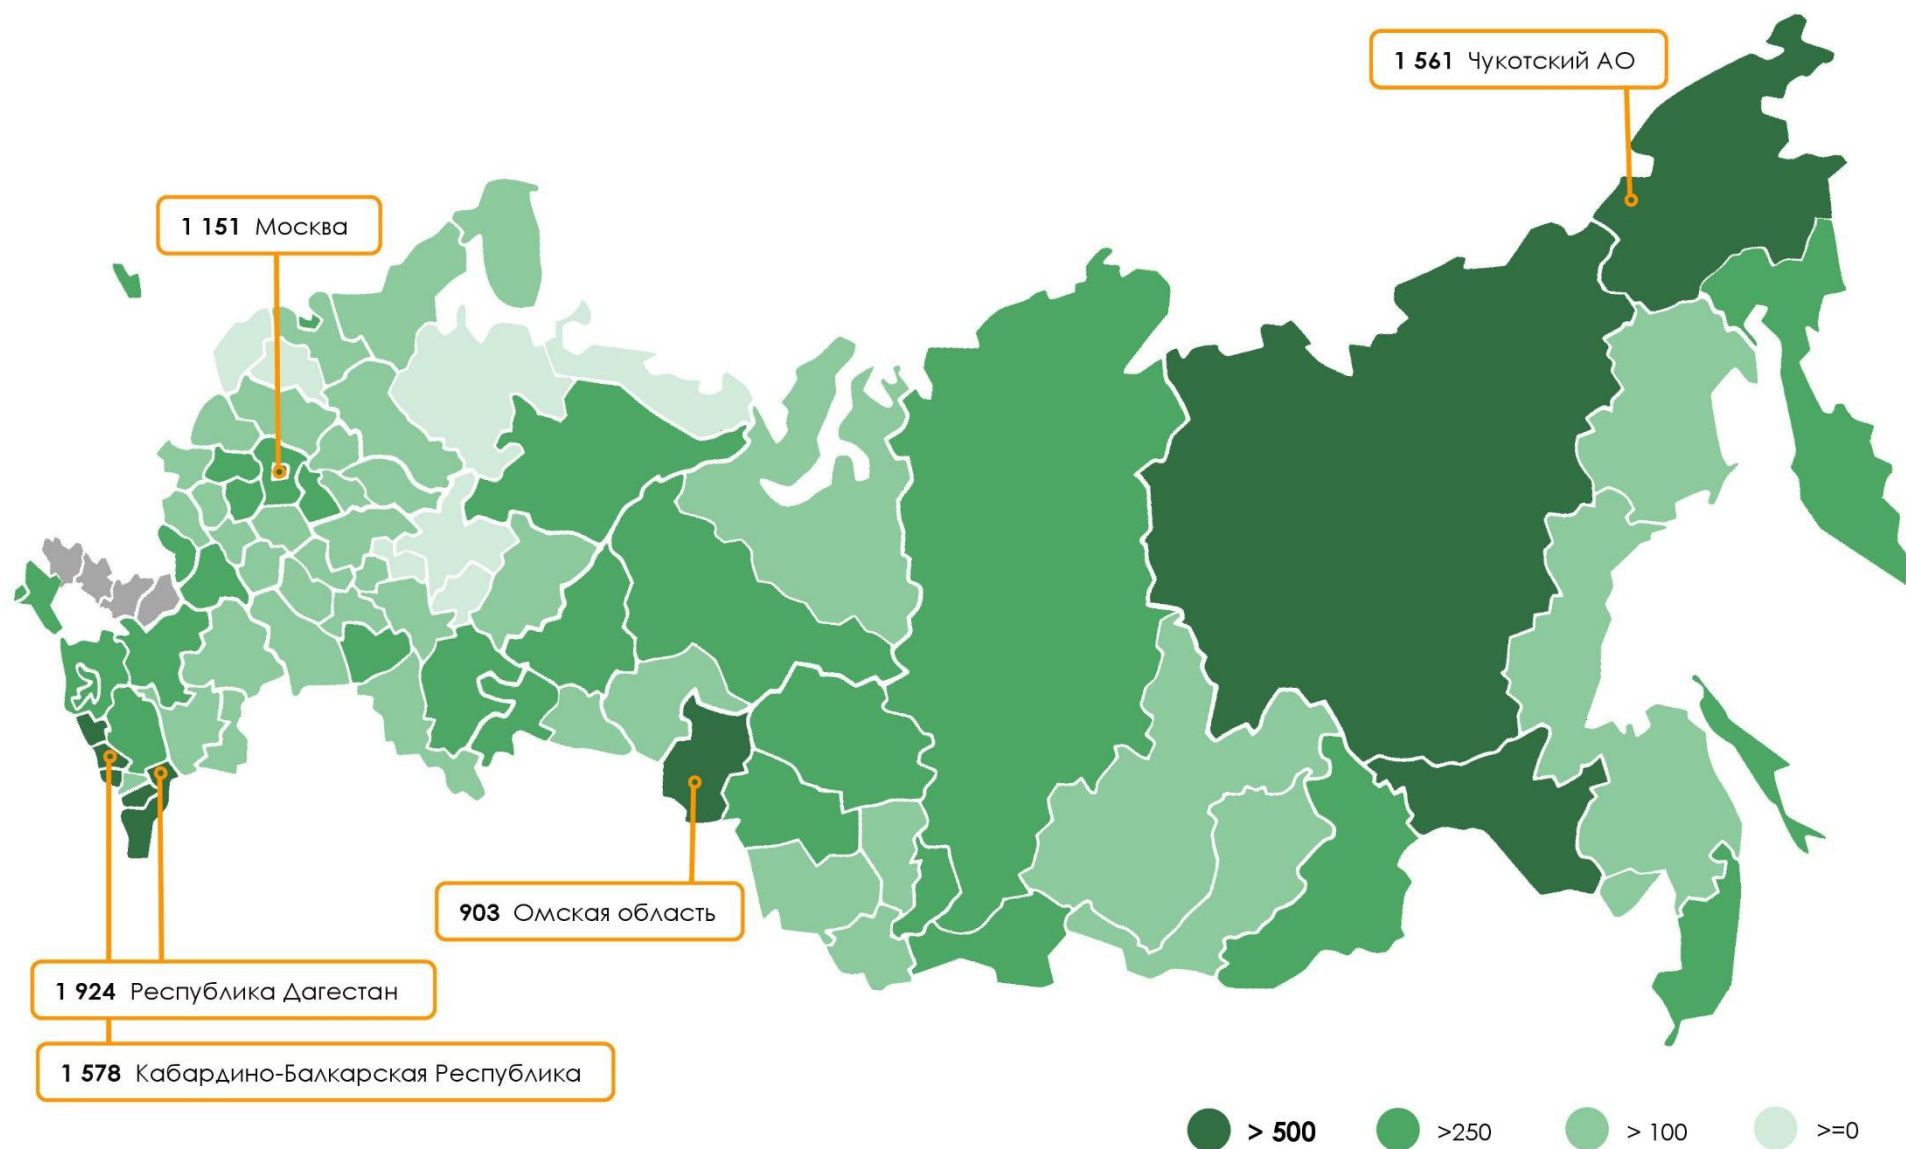 1 561 Чукотский АО
1 151 Москва
903 Омская область
1 924 Республика Дагестан
1 578 Кабардино-Балкарская Республика
> 500
>250
> 100
>=0